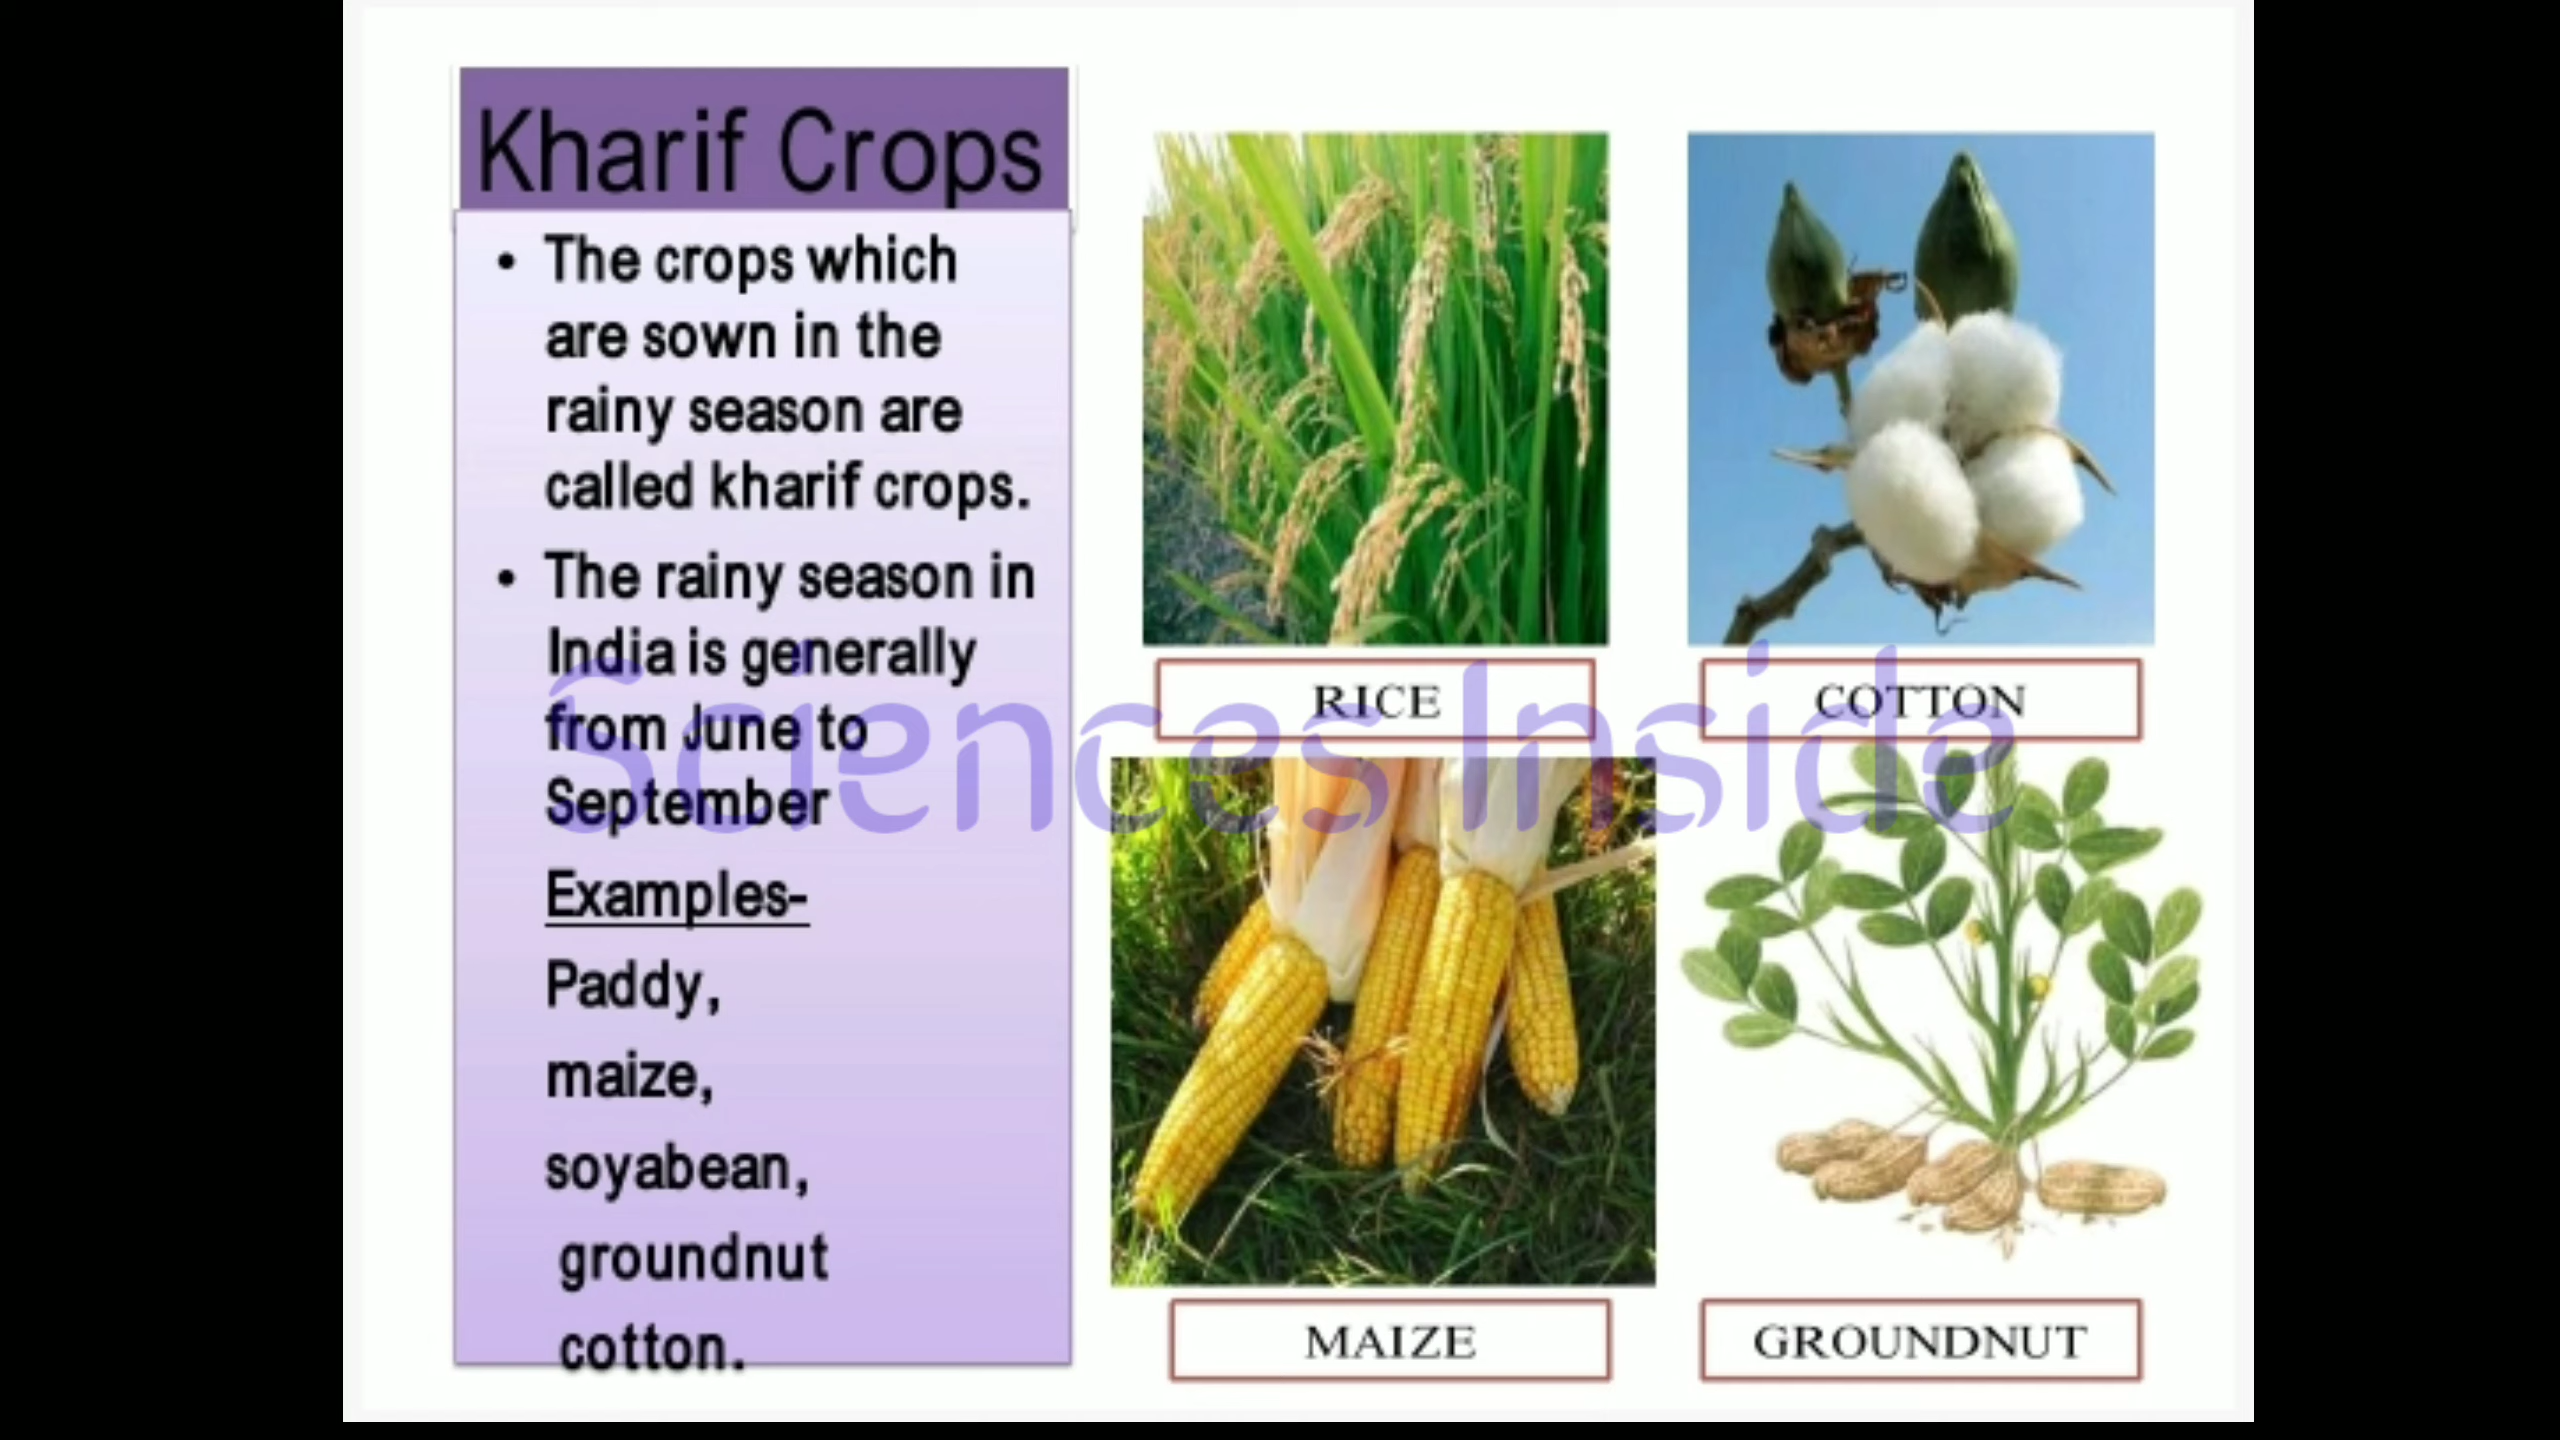 Kharif Crops
• The crops which
are sown in the
rainy season are
called kharif crops.
• The rainy season in
India is generally
from June to
September
Examples-
Paddy,
maize,
soyabean,
groundnut
cotton.
RICE
COTTON
MAIZE
GROUNDNUT
Sciences Inside